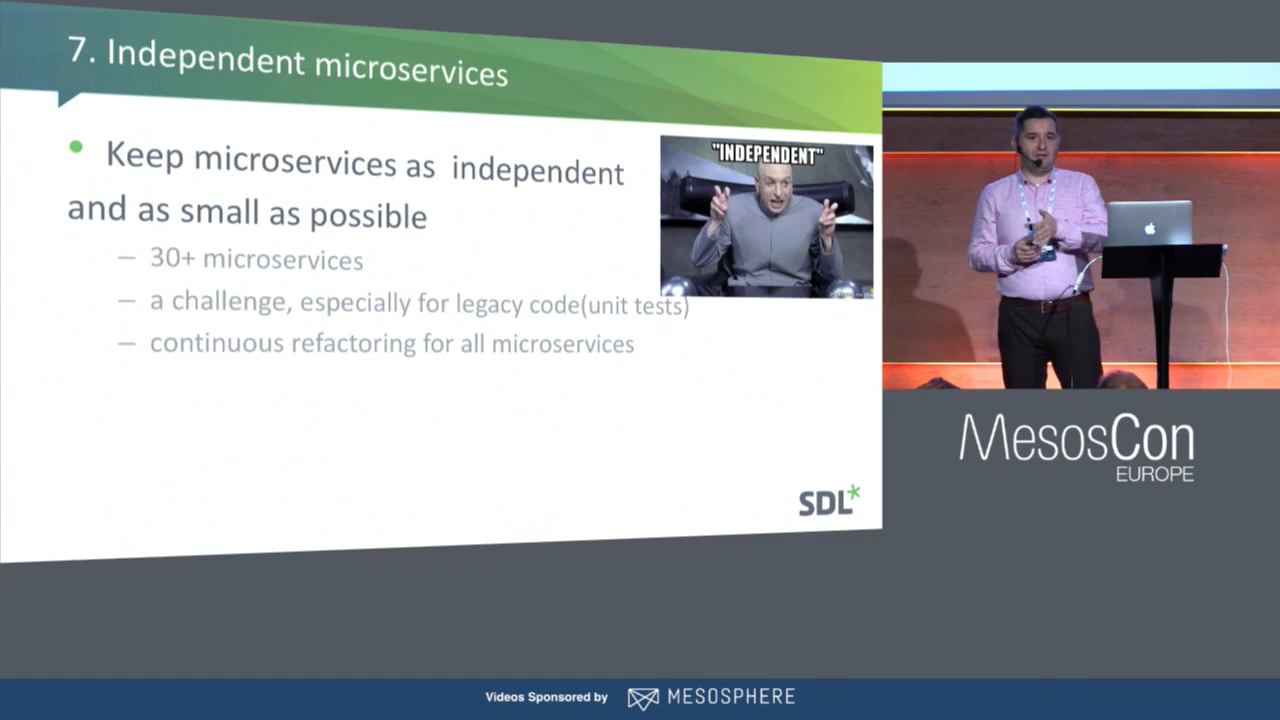 7. Independent microservices
• Keep microservices as independent
and as small as possible
– 30+ microservices
– a challenge, especially for legacy code(unit tests)
– continuous refactoring for all microservices
"INDEPENDENT"
SDL*
MesosCon
EUROPE
Videos Sponsored by MESOSPHERE